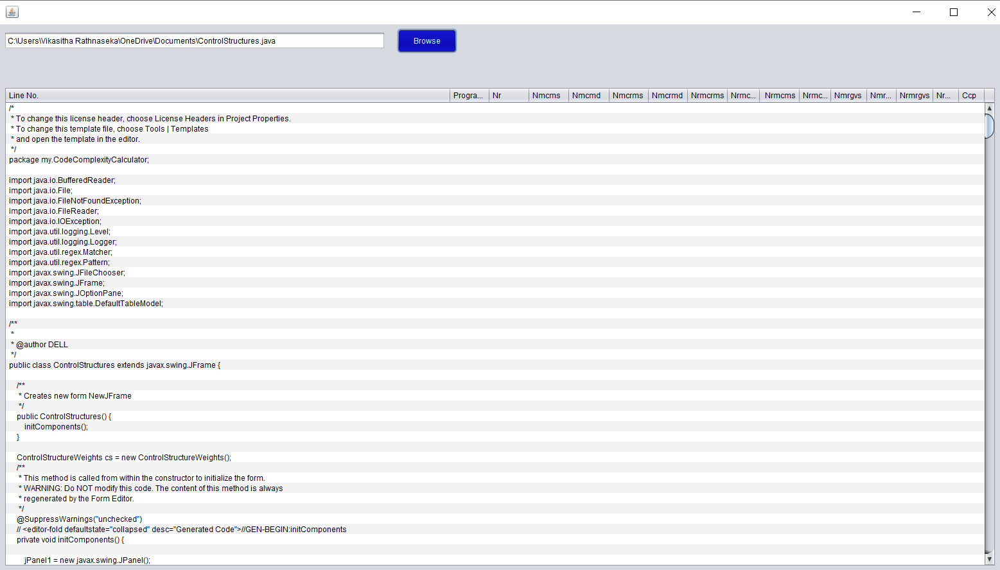 C:\Users\Vikasitha Rathnaseka\OneDrive\Documents\ControlStructures.java Browse
Line No. Progra... Nr Nmcms Nmcmd Nmcrms Nmcrmd Nrmcrms Nrmc... Nrmcms Nrmc... Nmrgvs Nmr... Nrmrgvs Nr... Ccp
/*
* To change this license header, choose License Headers in Project Properties.
* To change this template file, choose Tools | Templates
* and open the template in the editor.
*/
package my.CodeComplexityCalculator;
import java.io.BufferedReader;
import java.io.File;
import java.io.FileNotFoundException;
import java.io.FileReader;
import java.io.IOException;
import java.util.logging.Level;
import java.util.logging.Logger;
import java.util.regex.Matcher;
import java.util.regex.Pattern;
import javax.swing.JFileChooser;
import javax.swing.JFrame;
import javax.swing.JOptionPane;
import javax.swing.table.DefaultTableModel;
/**
*
* @author DELL
*/
public class ControlStructures extends javax.swing.JFrame {
/**
* Creates new form NewJFrame
*/
public ControlStructures() {
initComponents();
}
ControlStructureWeights cs = new ControlStructureWeights();
/**
* This method is called from within the constructor to initialize the form.
* WARNING: Do NOT modify this code. The content of this method is always
* regenerated by the Form Editor.
*/
@SuppressWarnings("unchecked")
// <editor-fold defaultstate="collapsed" desc="Generated Code">//GEN-BEGIN:initComponents
private void initComponents() {
jPanel1 = new javax.swing.JPanel();